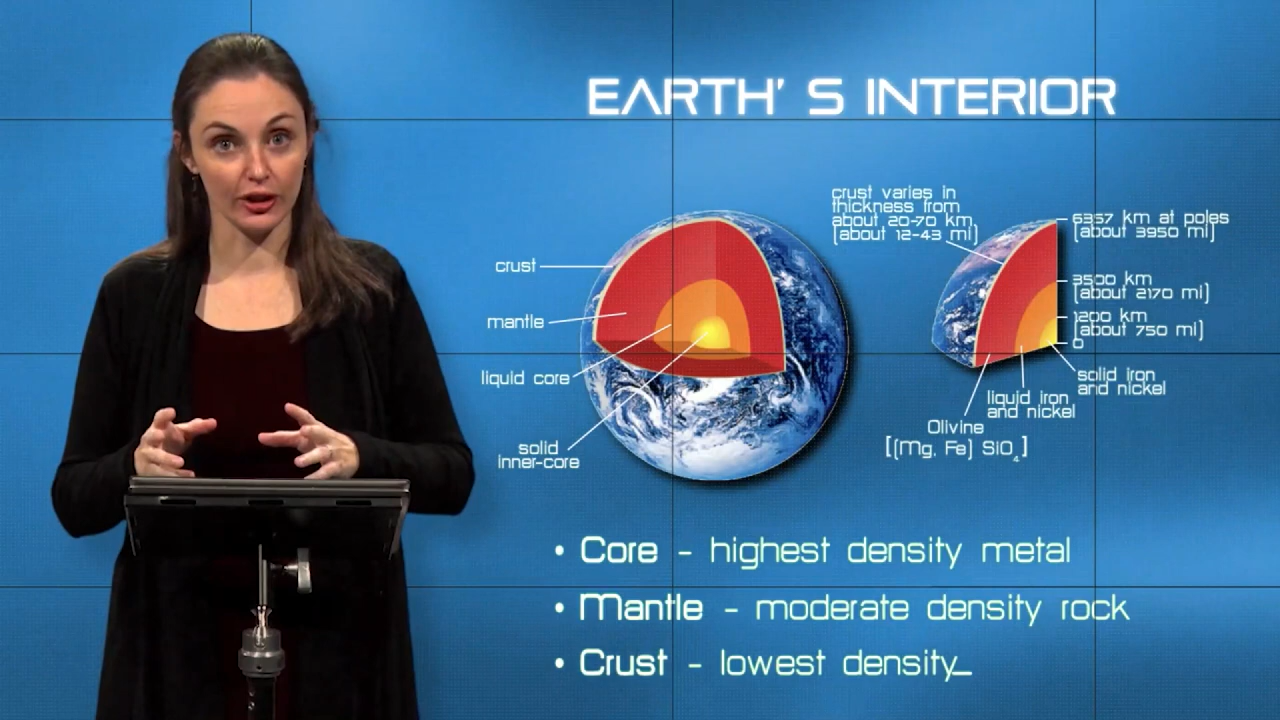 EARTH' S INTERIOR
crust
mantle
liquid core
solid
inner-core
crust varies in
thickness from
about 20-70 km
(about 12-43 mi)
6357 km at poles
(about 3950 mi)
3500 km
(about 2170 mi)
1200 km
(about 750 mi)
0
solid iron
and nickel
liquid iron
and nickel
Olivine
[(Mg, Fe) SiO₄]
• Core - highest density metal
• Mantle - moderate density rock
• Crust - lowest density_